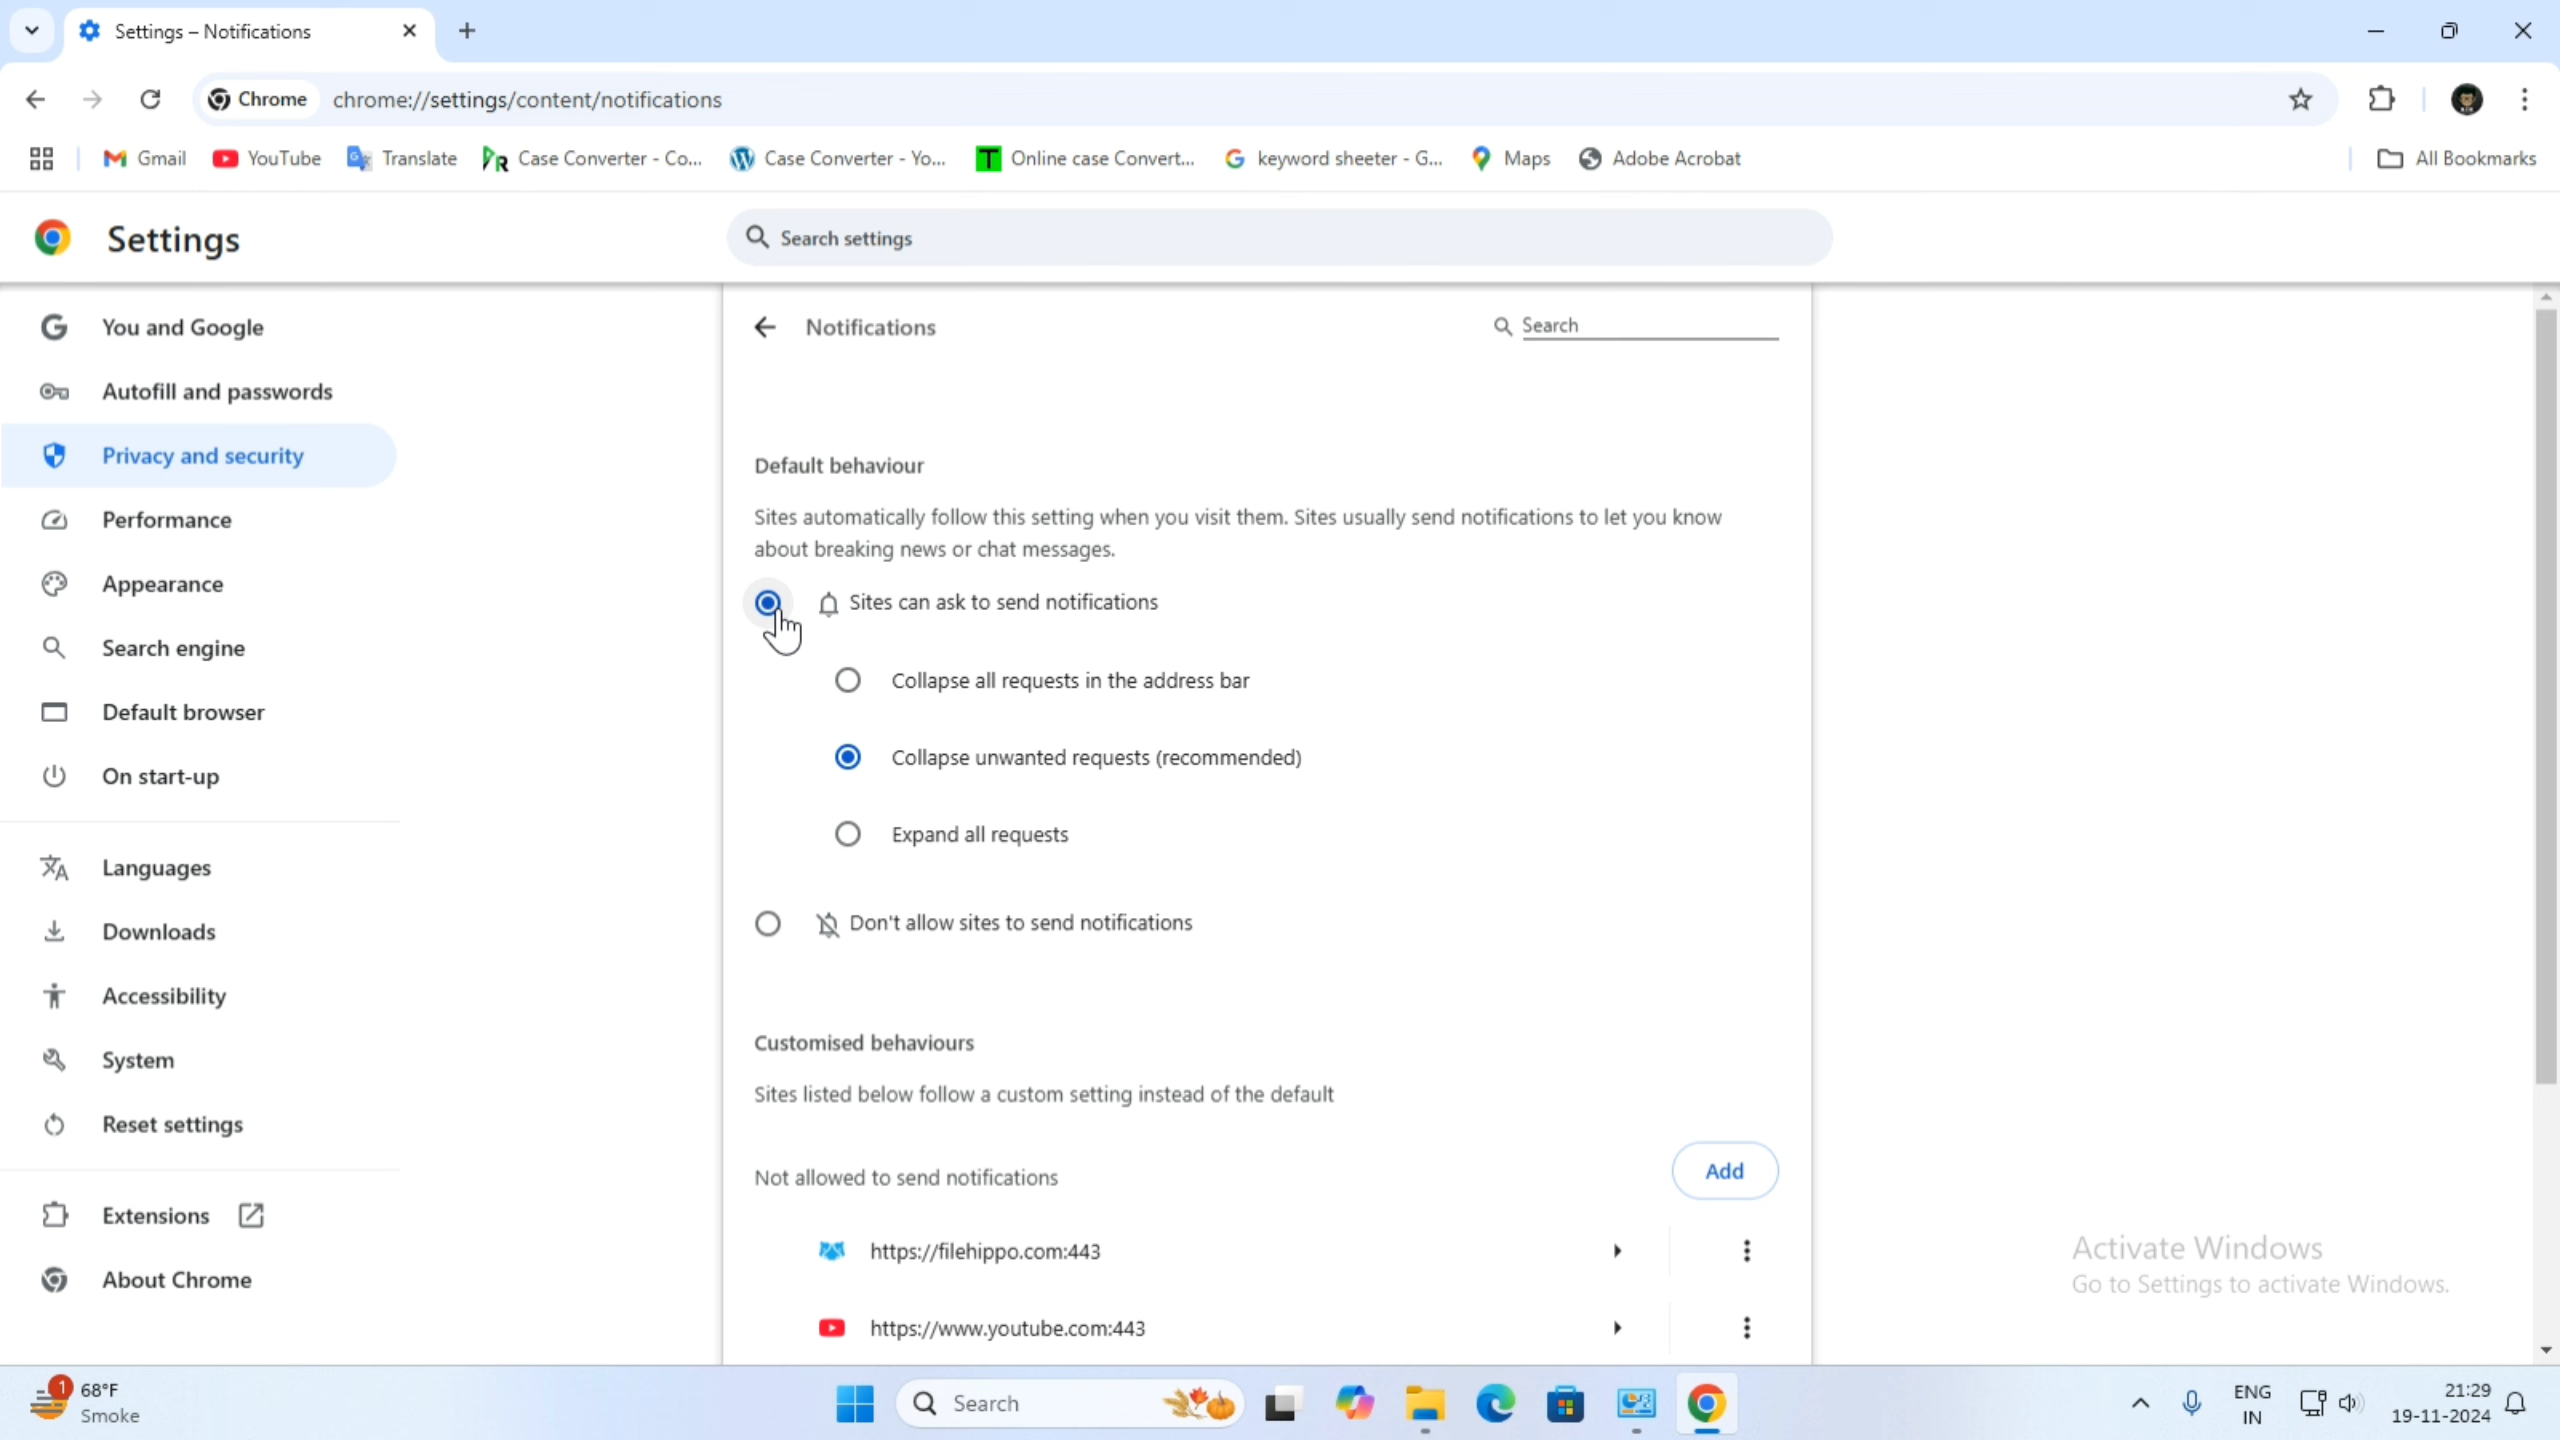 Settings – Notifications
Chrome
chrome://settings/content/notifications
Gmail
YouTube
Translate
Case Converter - Co...
Case Converter - Yo...
T
Online case Convert...
keyword sheeter - G...
Maps
Adobe Acrobat
All Bookmarks
Settings
Search settings
You and Google
Autofill and passwords
Privacy and security
Performance
Appearance
Search engine
Default browser
On start-up
Languages
Downloads
Accessibility
System
Reset settings
Extensions
About Chrome
Notifications
Search
Default behaviour
Sites automatically follow this setting when you visit them. Sites usually send notifications to let you know
about breaking news or chat messages.
Sites can ask to send notifications
Collapse all requests in the address bar
Collapse unwanted requests (recommended)
Expand all requests
Don't allow sites to send notifications
Customised behaviours
Sites listed below follow a custom setting instead of the default
Not allowed to send notifications
Add
https://filehippo.com:443
https://www.youtube.com:443
Activate Windows
Go to Settings to activate Windows.
1
68°F
Smoke
Search
ENG
IN
21:29
19-11-2024